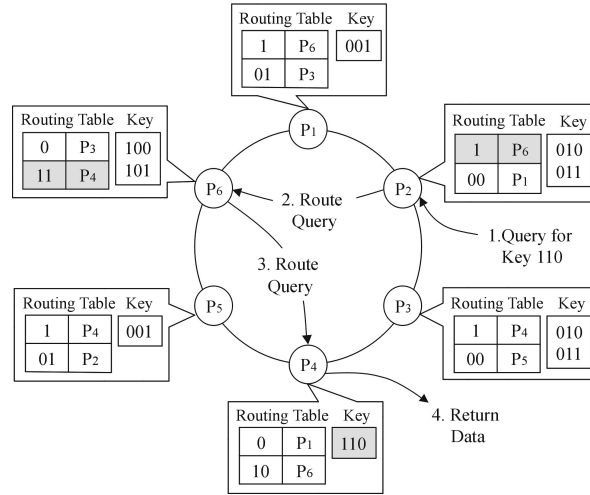 Routing Table Key
1 P6 001
01 P3
P1
Routing Table Key
0 P3 100
11 P4 101
P6
Routing Table Key
1 P6 010
00 P1 011
P2
2. Route
Query
1.Query for
Key 110
3. Route
Query
Routing Table Key
1 P4 001
01 P2
P5
Routing Table Key
1 P4 010
00 P5 011
P3
P4
4. Return
Data
Routing Table Key
0 P1 110
10 P6